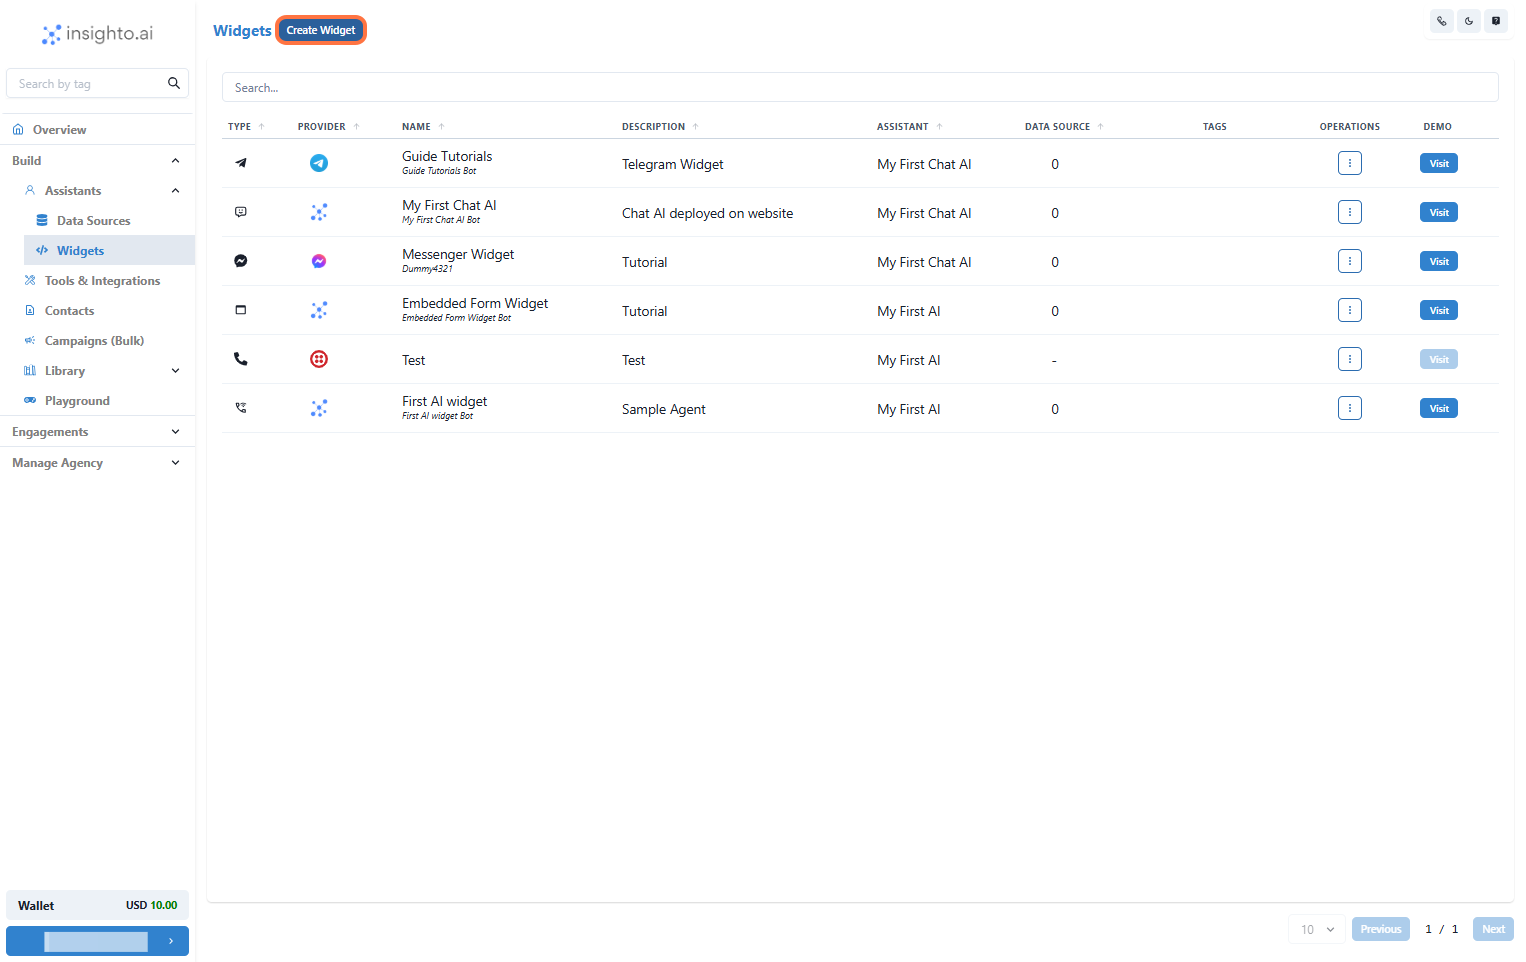 insighto.ai
Search by tag
Overview
Build
Assistants
Data Sources
Widgets
Tools & Integrations
Contacts
Campaigns (Bulk)
Library
Playground
Engagements
Manage Agency
Wallet USD 10.00
Widgets Create Widget
Search...
TYPE PROVIDER NAME DESCRIPTION ASSISTANT DATA SOURCE TAGS OPERATIONS DEMO
Guide Tutorials
Guide Tutorials Bot
Telegram Widget My First Chat AI 0 Visit
My First Chat AI
My First Chat AI Bot
Chat AI deployed on website My First Chat AI 0 Visit
Messenger Widget
Dummy4321
Tutorial My First Chat AI 0 Visit
Embedded Form Widget
Embedded Form Widget Bot
Tutorial My First AI 0 Visit
Test Test My First AI - Visit
First AI widget
First AI widget Bot
Sample Agent My First AI 0 Visit
10 Previous 1 / 1 Next